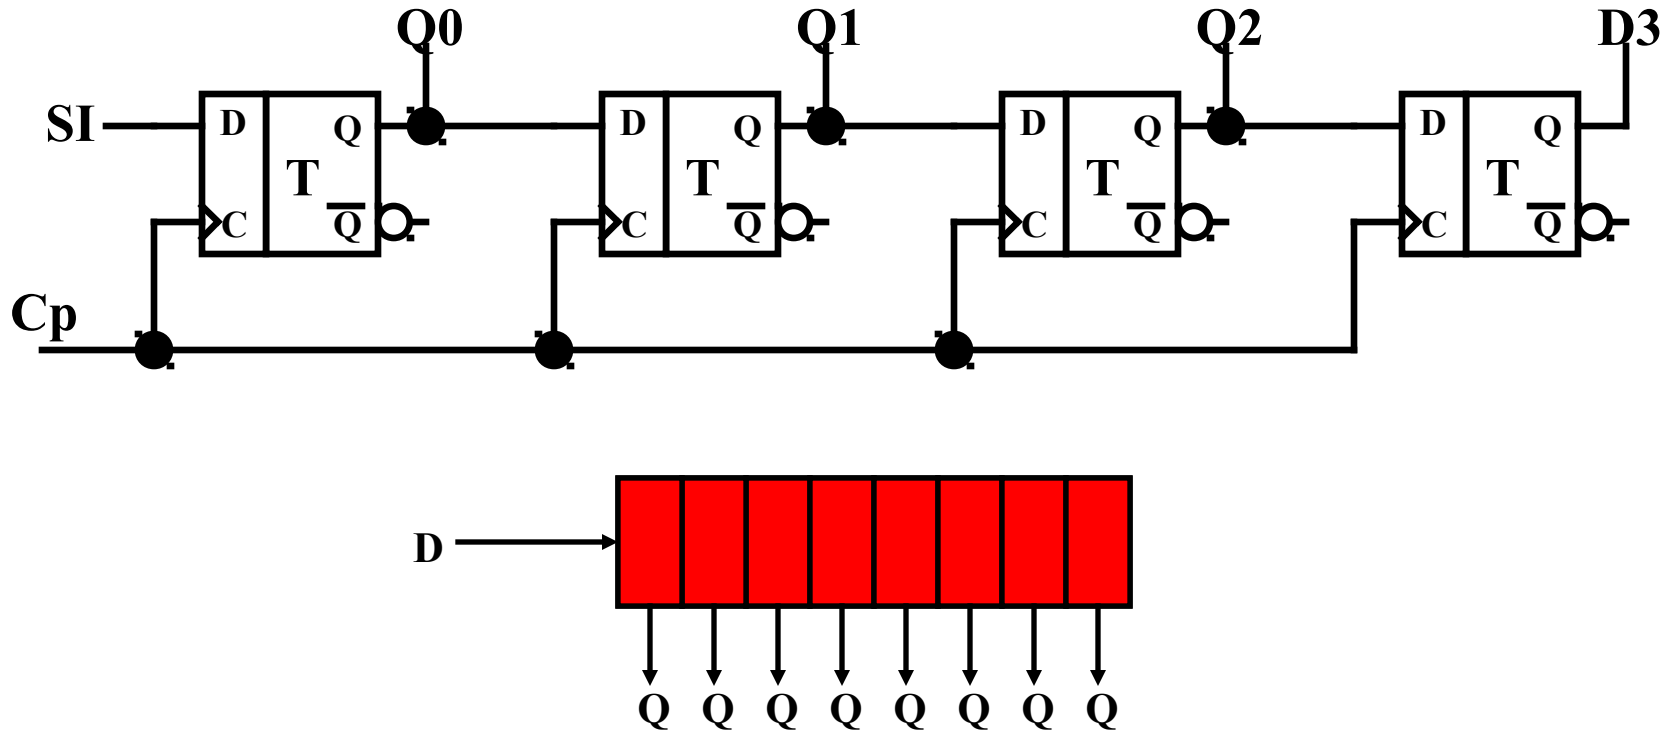 Q0 Q1 Q2 D3
SI D Q D Q D Q D Q
T T T T
C Q̅ C Q̅ C Q̅ C Q̅
Cp
D
Q Q Q Q Q Q Q Q